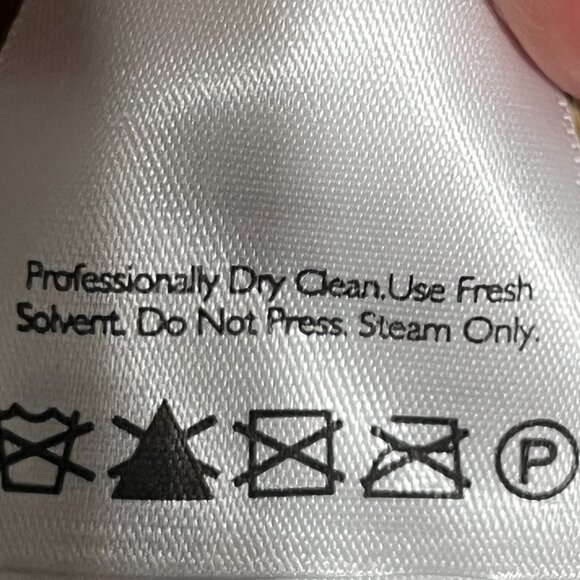 Professionally Dry Clean.Use Fresh
Solvent. Do Not Press. Steam Only.
P